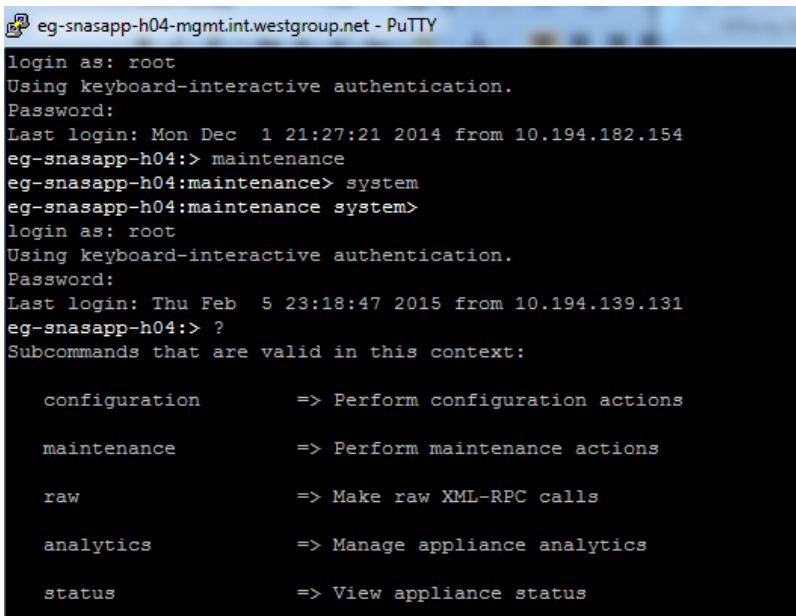 eg-snasapp-h04-mgmt.int.westgroup.net - PuTTY
login as: root
Using keyboard-interactive authentication.
Password:
Last login: Mon Dec  1 21:27:21 2014 from 10.194.182.154
eg-snasapp-h04:> maintenance
eg-snasapp-h04:maintenance> system
eg-snasapp-h04:maintenance system>
login as: root
Using keyboard-interactive authentication.
Password:
Last login: Thu Feb  5 23:18:47 2015 from 10.194.139.131
eg-snasapp-h04:> ?
Subcommands that are valid in this context:
configuration => Perform configuration actions
maintenance => Perform maintenance actions
raw => Make raw XML-RPC calls
analytics => Manage appliance analytics
status => View appliance status